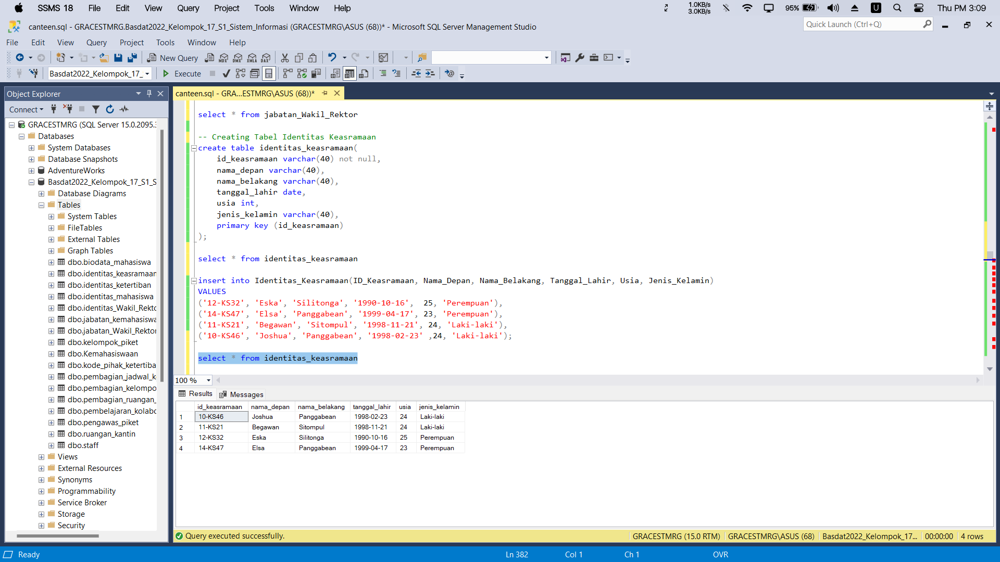 SSMS 18 File Edit View Query Project Tools Window Help 1.0KB/s 3.0KB/s 95% U Thu PM 3:09
canteen.sql - GRACESTMRG.Basdat2022_Kelompok_17_S1_Sistem_Informasi (GRACESTMRG\ASUS (68))* - Microsoft SQL Server Management Studio
Quick Launch (Ctrl+Q)
File Edit View Query Project Tools Window Help
New Query MDX DMX XMLA DAX
Basdat2022_Kelompok_17_ Execute
Object Explorer
Connect
GRACESTMRG (SQL Server 15.0.2095.3
Databases
System Databases
Database Snapshots
AdventureWorks
Basdat2022_Kelompok_17_S1_S
Database Diagrams
Tables
System Tables
FileTables
External Tables
Graph Tables
dbo.biodata_mahasiswa
dbo.identitas_keasramaan
dbo.identitas_ketertiban
dbo.identitas_mahasiswa
dbo.identitas_Wakil_Rekto
dbo.jabatan_kemahasiswa
dbo.jabatan_Wakil_Rektor
dbo.kelompok_piket
dbo.Kemahasiswaan
dbo.kode_pihak_ketertiba
dbo.pembagian_jadwal_k
dbo.pembagian_kelompo
dbo.pembagian_ruangan_
dbo.pembelajaran_kolabo
dbo.pengawas_piket
dbo.ruangan_kantin
dbo.staff
Views
External Resources
Synonyms
Programmability
Service Broker
Storage
Security
canteen.sql - GRA...ESTMRG\ASUS (68))*
select * from jabatan_Wakil_Rektor
-- Creating Tabel Identitas Keasramaan
create table identitas_keasramaan(
id_keasramaan varchar(40) not null,
nama_depan varchar(40),
nama_belakang varchar(40),
tanggal_lahir date,
usia int,
jenis_kelamin varchar(40),
primary key (id_keasramaan)
);
select * from identitas_keasramaan
insert into Identitas_Keasramaan(ID_Keasramaan, Nama_Depan, Nama_Belakang, Tanggal_Lahir, Usia, Jenis_Kelamin)
VALUES
('12-KS32', 'Eska', 'Silitonga', '1990-10-16',  25, 'Perempuan'),
('14-KS47', 'Elsa', 'Panggabean', '1999-04-17', 23, 'Perempuan'),
('11-KS21', 'Begawan', 'Sitompul', '1998-11-21', 24, 'Laki-laki'),
('10-KS46', 'Joshua', 'Panggabean', '1998-02-23' ,24, 'Laki-laki');
select * from identitas_keasramaan
100 %
Results Messages
id_keasramaan nama_depan nama_belakang tanggal_lahir usia jenis_kelamin
1 10-KS46 Joshua Panggabean 1998-02-23 24 Laki-laki
2 11-KS21 Begawan Sitompul 1998-11-21 24 Laki-laki
3 12-KS32 Eska Silitonga 1990-10-16 25 Perempuan
4 14-KS47 Elsa Panggabean 1999-04-17 23 Perempuan
Query executed successfully. GRACESTMRG (15.0 RTM) GRACESTMRG\ASUS (68) Basdat2022_Kelompok_17... 00:00:00 4 rows
Ready Ln 382 Col 1 Ch 1 OVR